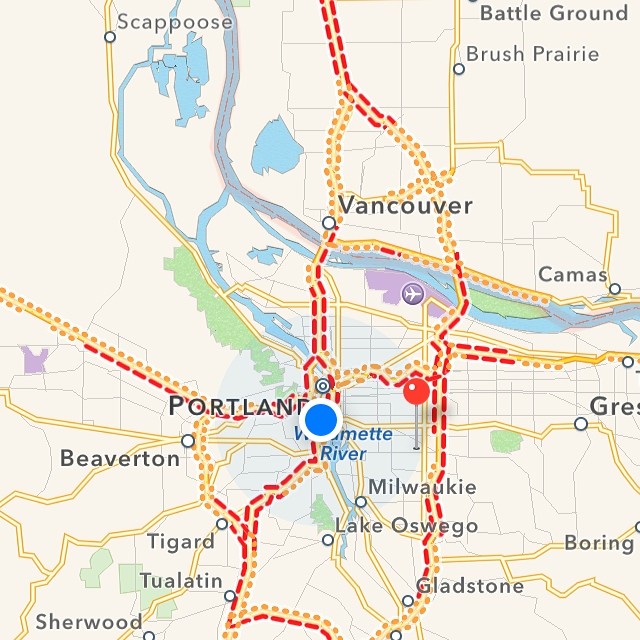 Scappoose
Battle Ground
Brush Prairie
Vancouver
Camas
PORTLAND
Gres
Willamette
River
Beaverton
Milwaukie
Lake Oswego
Tigard
Boring
Tualatin
Gladstone
Sherwood